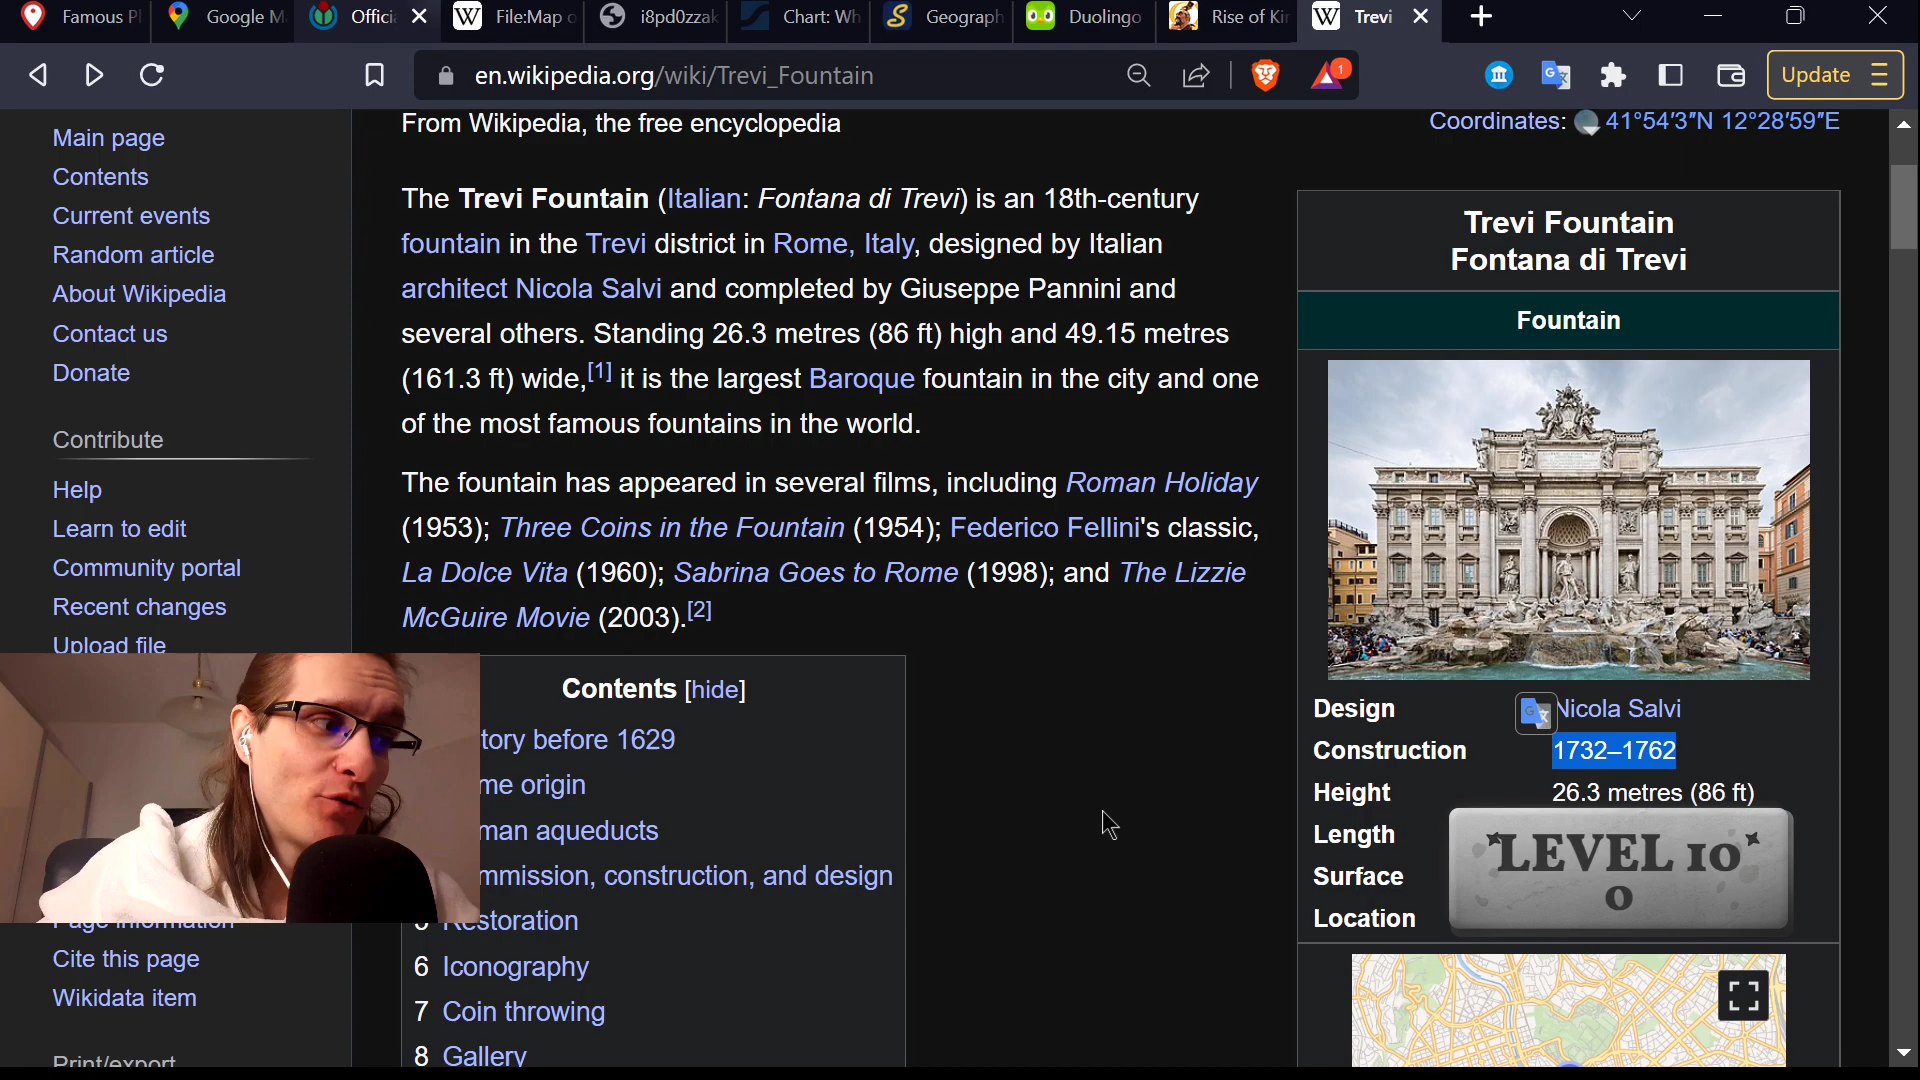 Famous Pl
Google M
Offici
File:Map o
i8pd0zzak
Chart: Wh
Geograph
Duolingo
Rise of Kin
Trevi
en.wikipedia.org/wiki/Trevi_Fountain
1
Update
Main page
Contents
Current events
Random article
About Wikipedia
Contact us
Donate
Contribute
Help
Learn to edit
Community portal
Recent changes
Upload file
Page information
Cite this page
Wikidata item
Print/export
From Wikipedia, the free encyclopedia
Coordinates: 41°54′3″N 12°28′59″E
The Trevi Fountain (Italian: Fontana di Trevi) is an 18th-century
fountain in the Trevi district in Rome, Italy, designed by Italian
architect Nicola Salvi and completed by Giuseppe Pannini and
several others. Standing 26.3 metres (86 ft) high and 49.15 metres
(161.3 ft) wide,[1] it is the largest Baroque fountain in the city and one
of the most famous fountains in the world.
The fountain has appeared in several films, including Roman Holiday
(1953); Three Coins in the Fountain (1954); Federico Fellini's classic,
La Dolce Vita (1960); Sabrina Goes to Rome (1998); and The Lizzie
McGuire Movie (2003).[2]
Contents [hide]
tory before 1629
me origin
man aqueducts
mmission, construction, and design
Restoration
6 Iconography
7 Coin throwing
8 Gallery
Trevi Fountain
Fontana di Trevi
Fountain
Design Nicola Salvi
Construction 1732–1762
Height 26.3 metres (86 ft)
Length
Surface
Location
LEVEL 10
0